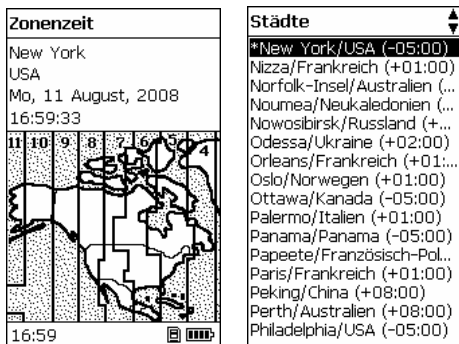 Zonenzeit
New York
USA
Mo, 11 August, 2008
16:59:33
11 10 9 8 7 6 5 4
16:59
Städte
*New York/USA (-05:00)
Nizza/Frankreich (+01:00)
Norfolk-Insel/Australien (...
Noumea/Neukaledonien (...
Nowosibirsk/Russland (+...
Odessa/Ukraine (+02:00)
Orleans/Frankreich (+01:...
Oslo/Norwegen (+01:00)
Ottawa/Kanada (-05:00)
Palermo/Italien (+01:00)
Panama/Panama (-05:00)
Papeete/Französisch-Pol...
Paris/Frankreich (+01:00)
Peking/China (+08:00)
Perth/Australien (+08:00)
Philadelphia/USA (-05:00)